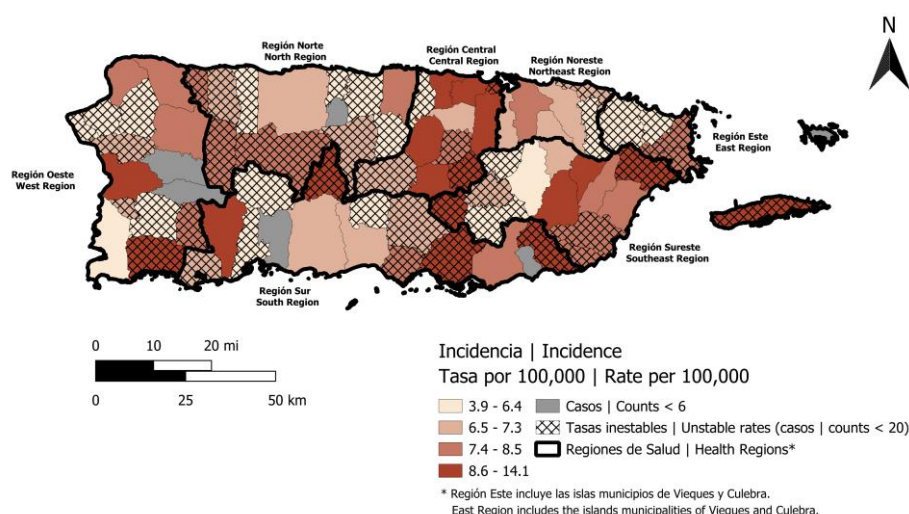 Región Norte
North Region
Región Central
Central Region
Región Noreste
Northeast Region
N
Región Este
East Region
Región Oeste
West Region
Región Sureste
Southeast Region
Región Sur
South Region
0 10 20 mi
0 25 50 km
Incidencia | Incidence
Tasa por 100,000 | Rate per 100,000
3.9 - 6.4 Casos | Counts < 6
6.5 - 7.3 Tasas inestables | Unstable rates (casos | counts < 20)
7.4 - 8.5 Regiones de Salud | Health Regions*
8.6 - 14.1
* Región Este incluye las islas municipios de Vieques y Culebra.
East Region includes the islands municipalities of Vieques and Culebra.